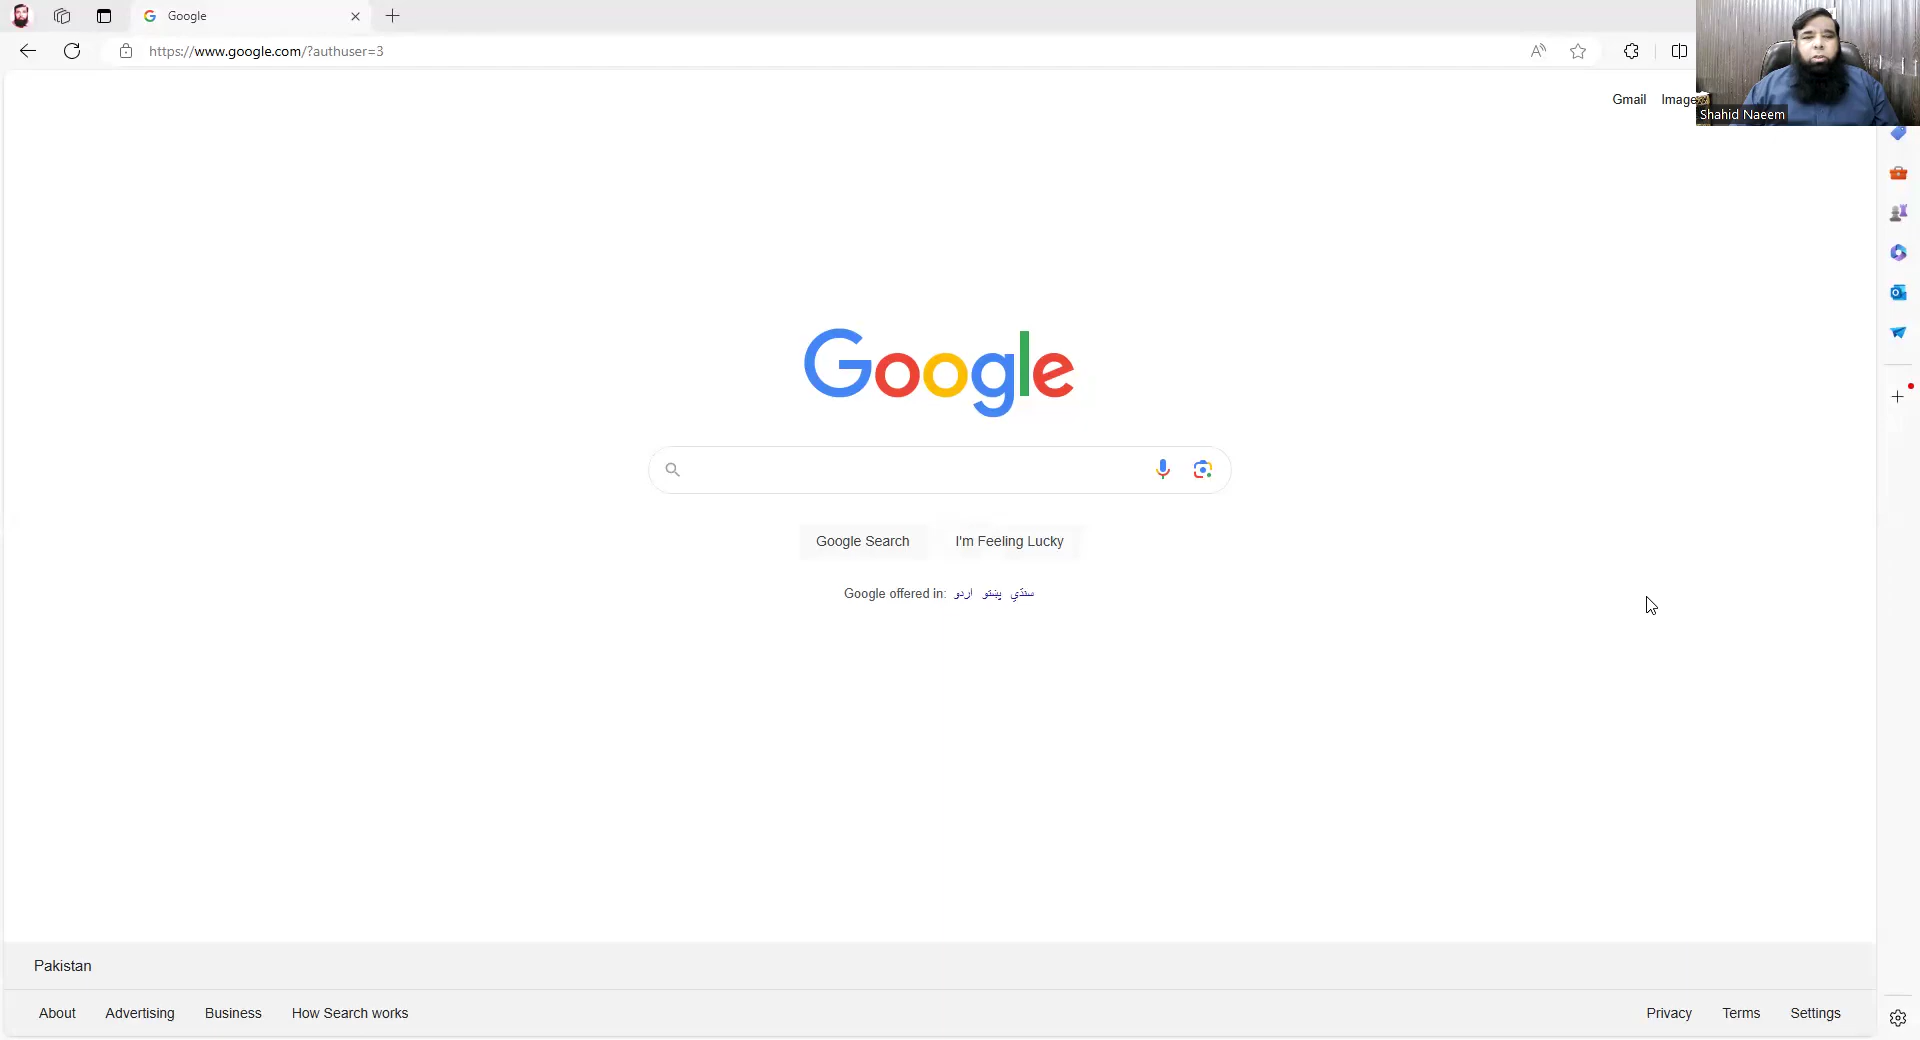 Google
https://www.google.com/?authuser=3
Gmail Image
Shahid Naeem
Google
Google Search I'm Feeling Lucky
Google offered in: اردو پښتو سنڌي
Pakistan
About Advertising Business How Search works Privacy Terms Settings